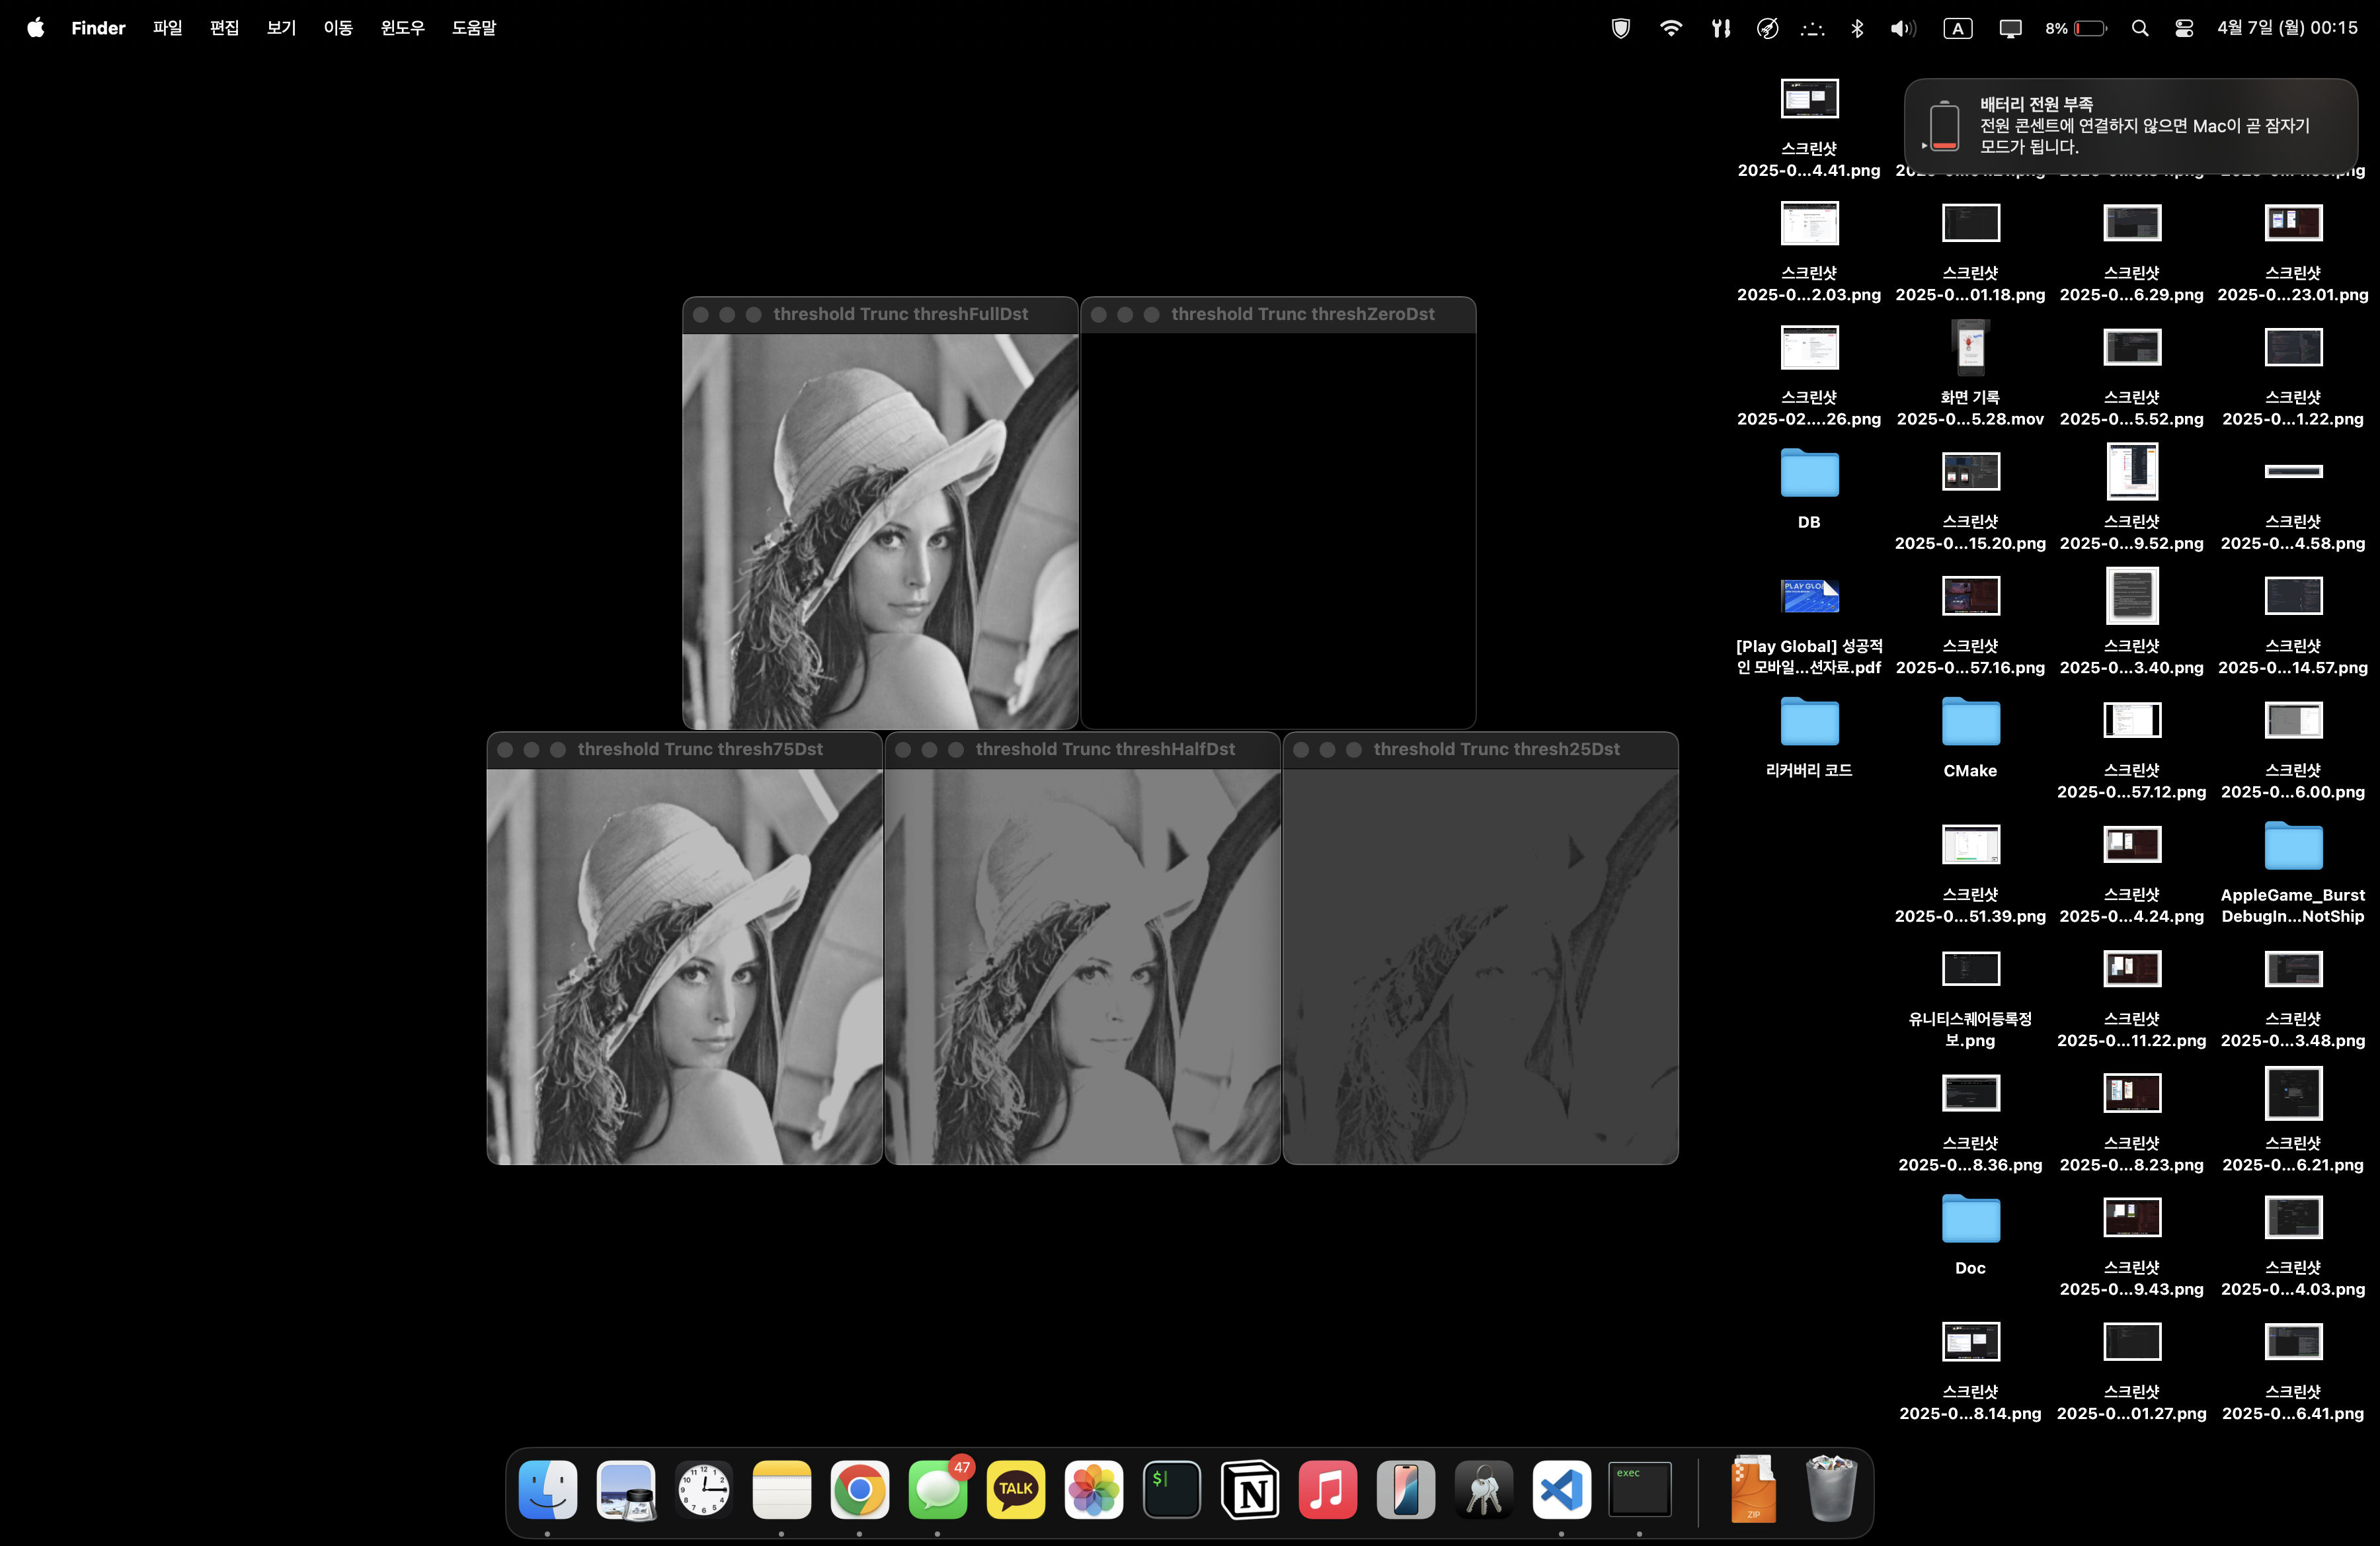 Finder 파일 편집 보기 이동 윈도우 도움말
A 8% 4월 7일 (월) 00:15
배터리 전원 부족
전원 콘센트에 연결하지 않으면 Mac이 곧 잠자기
모드가 됩니다.
스크린샷
2025-0...4.41.png
스크린샷 스크린샷 스크린샷 스크린샷
2025-0...2.03.png 2025-0...01.18.png 2025-0...6.29.png 2025-0...23.01.png
threshold Trunc threshFullDst
threshold Trunc threshZeroDst
스크린샷 화면 기록 스크린샷 스크린샷
2025-02....26.png 2025-0...5.28.mov 2025-0...5.52.png 2025-0...1.22.png
DB
스크린샷 스크린샷 스크린샷
2025-0...15.20.png 2025-0...9.52.png 2025-0...4.58.png
PLAY GLO
[Play Global] 성공적 스크린샷 스크린샷 스크린샷
인 모바일...션자료.pdf 2025-0...57.16.png 2025-0...3.40.png 2025-0...14.57.png
threshold Trunc thresh75Dst
threshold Trunc threshHalfDst
threshold Trunc thresh25Dst
리커버리 코드 CMake 스크린샷 스크린샷
2025-0...57.12.png 2025-0...6.00.png
스크린샷 스크린샷 AppleGame_Burst
2025-0...51.39.png 2025-0...4.24.png DebugIn...NotShip
유니티스퀘어등록정 스크린샷 스크린샷
보.png 2025-0...11.22.png 2025-0...3.48.png
스크린샷 스크린샷 스크린샷
2025-0...8.36.png 2025-0...8.23.png 2025-0...6.21.png
Doc 스크린샷 스크린샷
2025-0...9.43.png 2025-0...4.03.png
스크린샷 스크린샷 스크린샷
2025-0...8.14.png 2025-0...01.27.png 2025-0...6.41.png
47
TALK
$
N
exec
ZIP